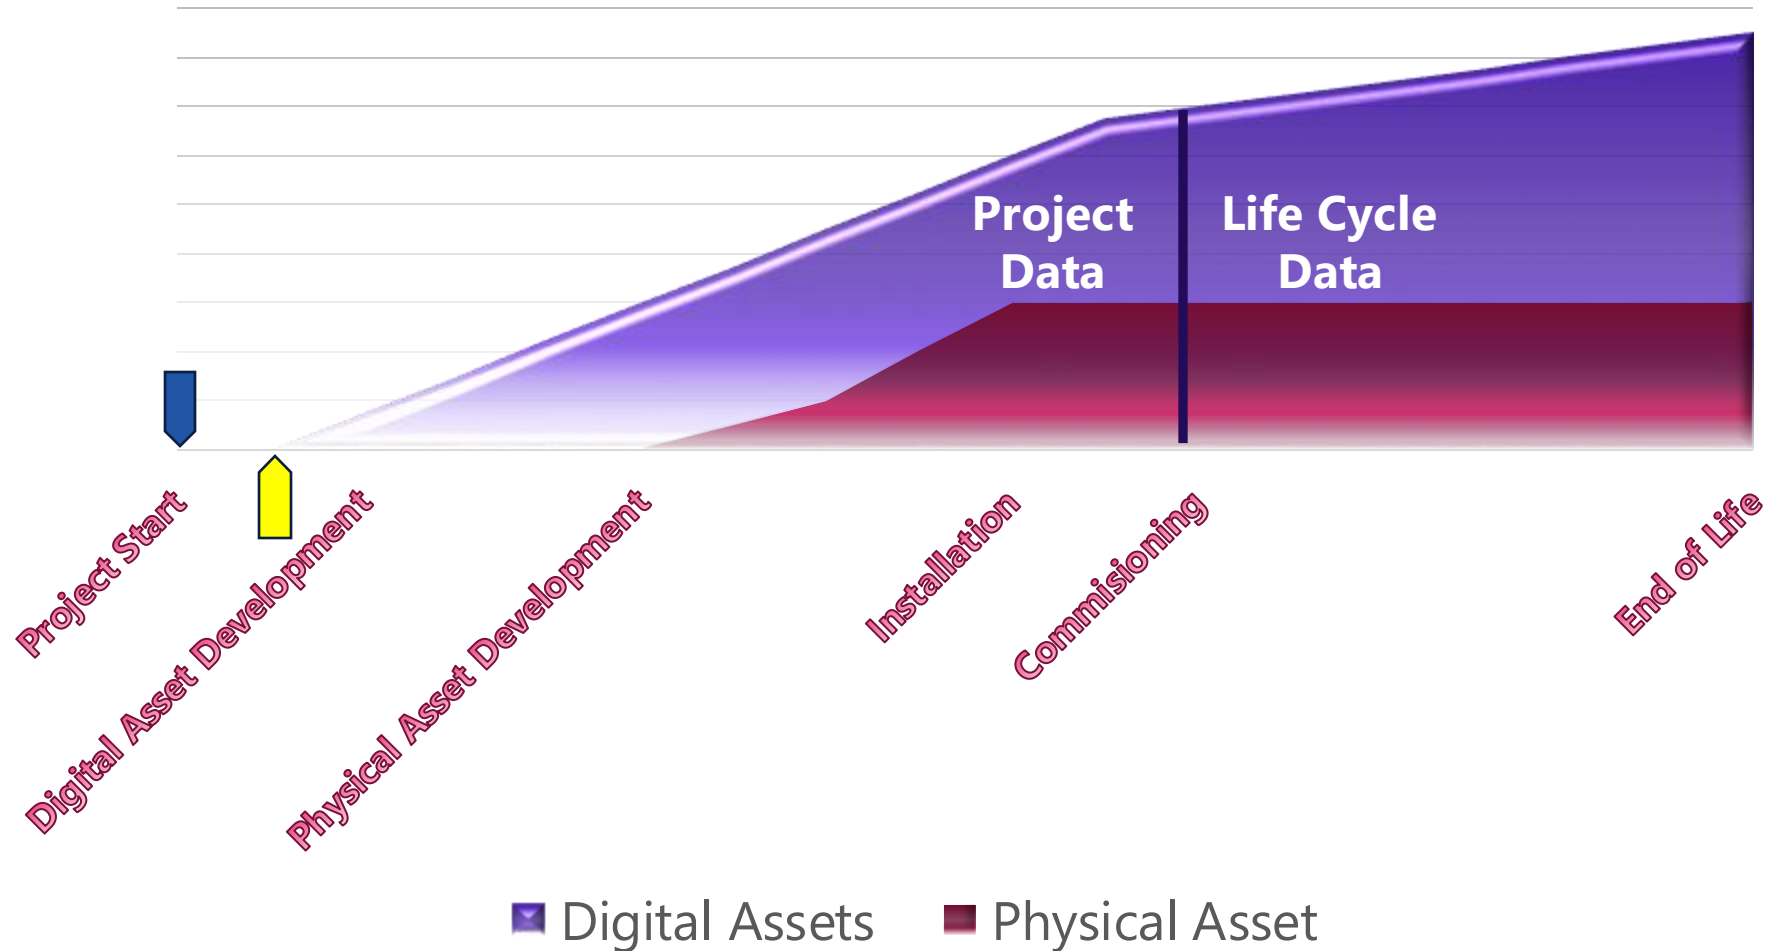 Project
Data
Life Cycle
Data
Project Start
Digital Asset Development
Physical Asset Development
Installation
Commisioning
End of Life
Digital Assets
Physical Asset